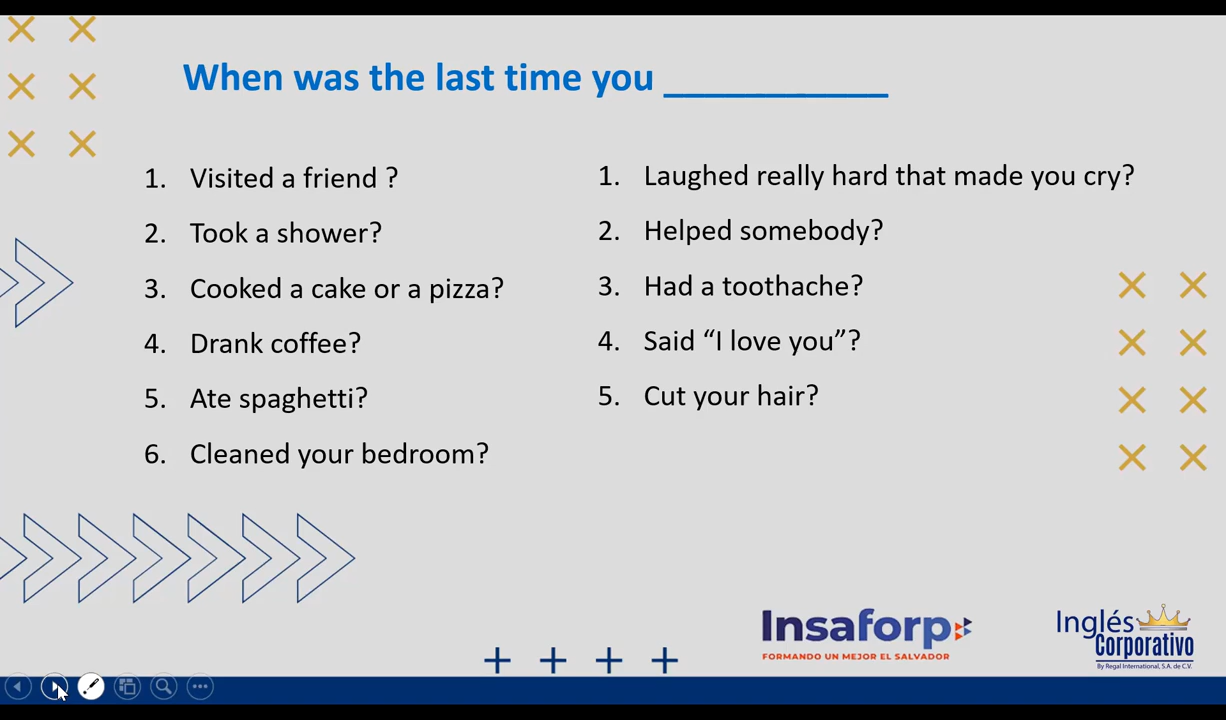 When was the last time you ___________
1. Visited a friend ?
2. Took a shower?
3. Cooked a cake or a pizza?
4. Drank coffee?
5. Ate spaghetti?
6. Cleaned your bedroom?
1. Laughed really hard that made you cry?
2. Helped somebody?
3. Had a toothache?
4. Said “I love you”?
5. Cut your hair?
Insaforp
FORMANDO UN MEJOR EL SALVADOR
Inglés
Corporativo
By Regal International, S.A. de C.V.